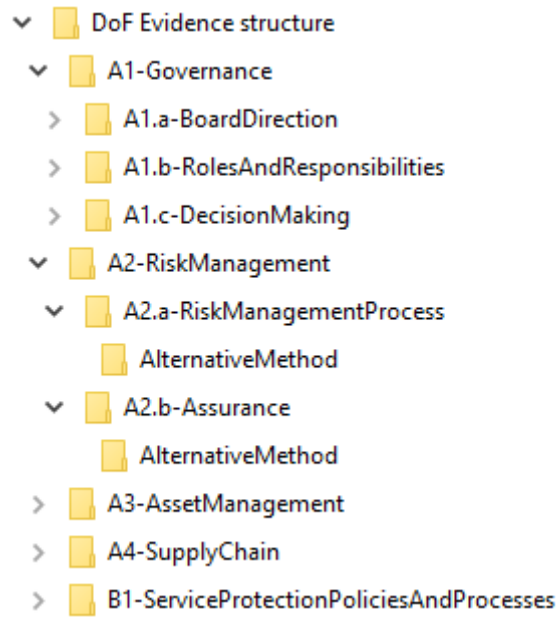 DoF Evidence structure
A1-Governance
A1.a-BoardDirection
A1.b-RolesAndResponsibilities
A1.c-DecisionMaking
A2-RiskManagement
A2.a-RiskManagementProcess
AlternativeMethod
A2.b-Assurance
AlternativeMethod
A3-AssetManagement
A4-SupplyChain
B1-ServiceProtectionPoliciesAndProcesses